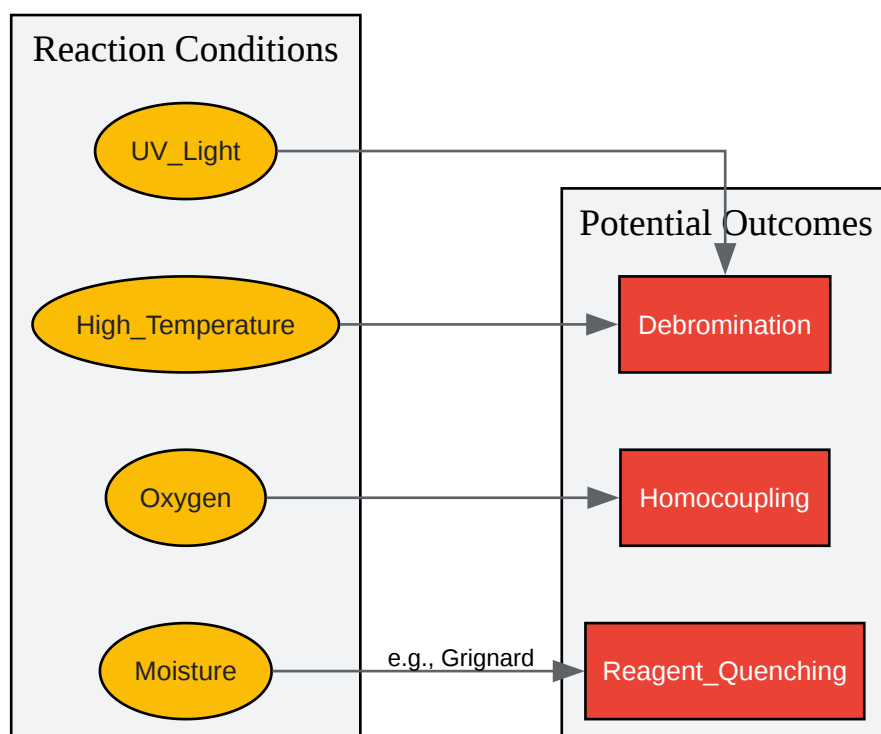 Reaction Conditions
UV_Light
Potential Outcomes
High_Temperature
Debromination
Oxygen
Homocoupling
Moisture
e.g., Grignard
Reagent_Quenching